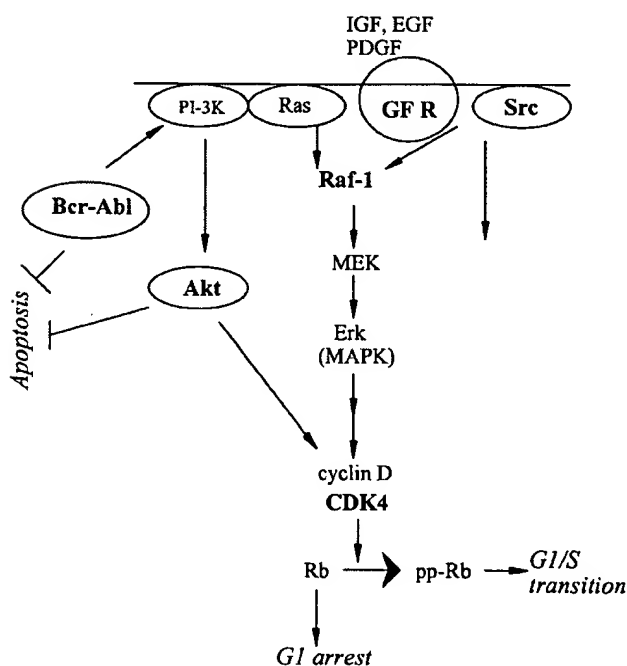 IGF, EGF
PDGF
PI-3K
Ras
GF R
Src
Raf-1
Bcr-Abl
MEK
Akt
Apoptosis
Erk
(MAPK)
cyclin D
CDK4
Rb
pp-Rb
G1/S
transition
G1 arrest